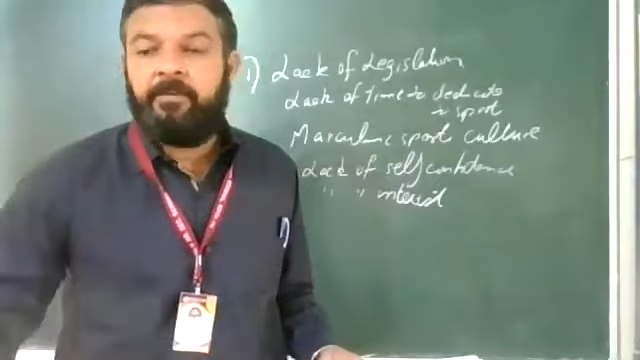 1) Lack of Legislation
Lack of Time to dedicate
to sport
Masculine sport culture
Lack of self confidence
" " interest